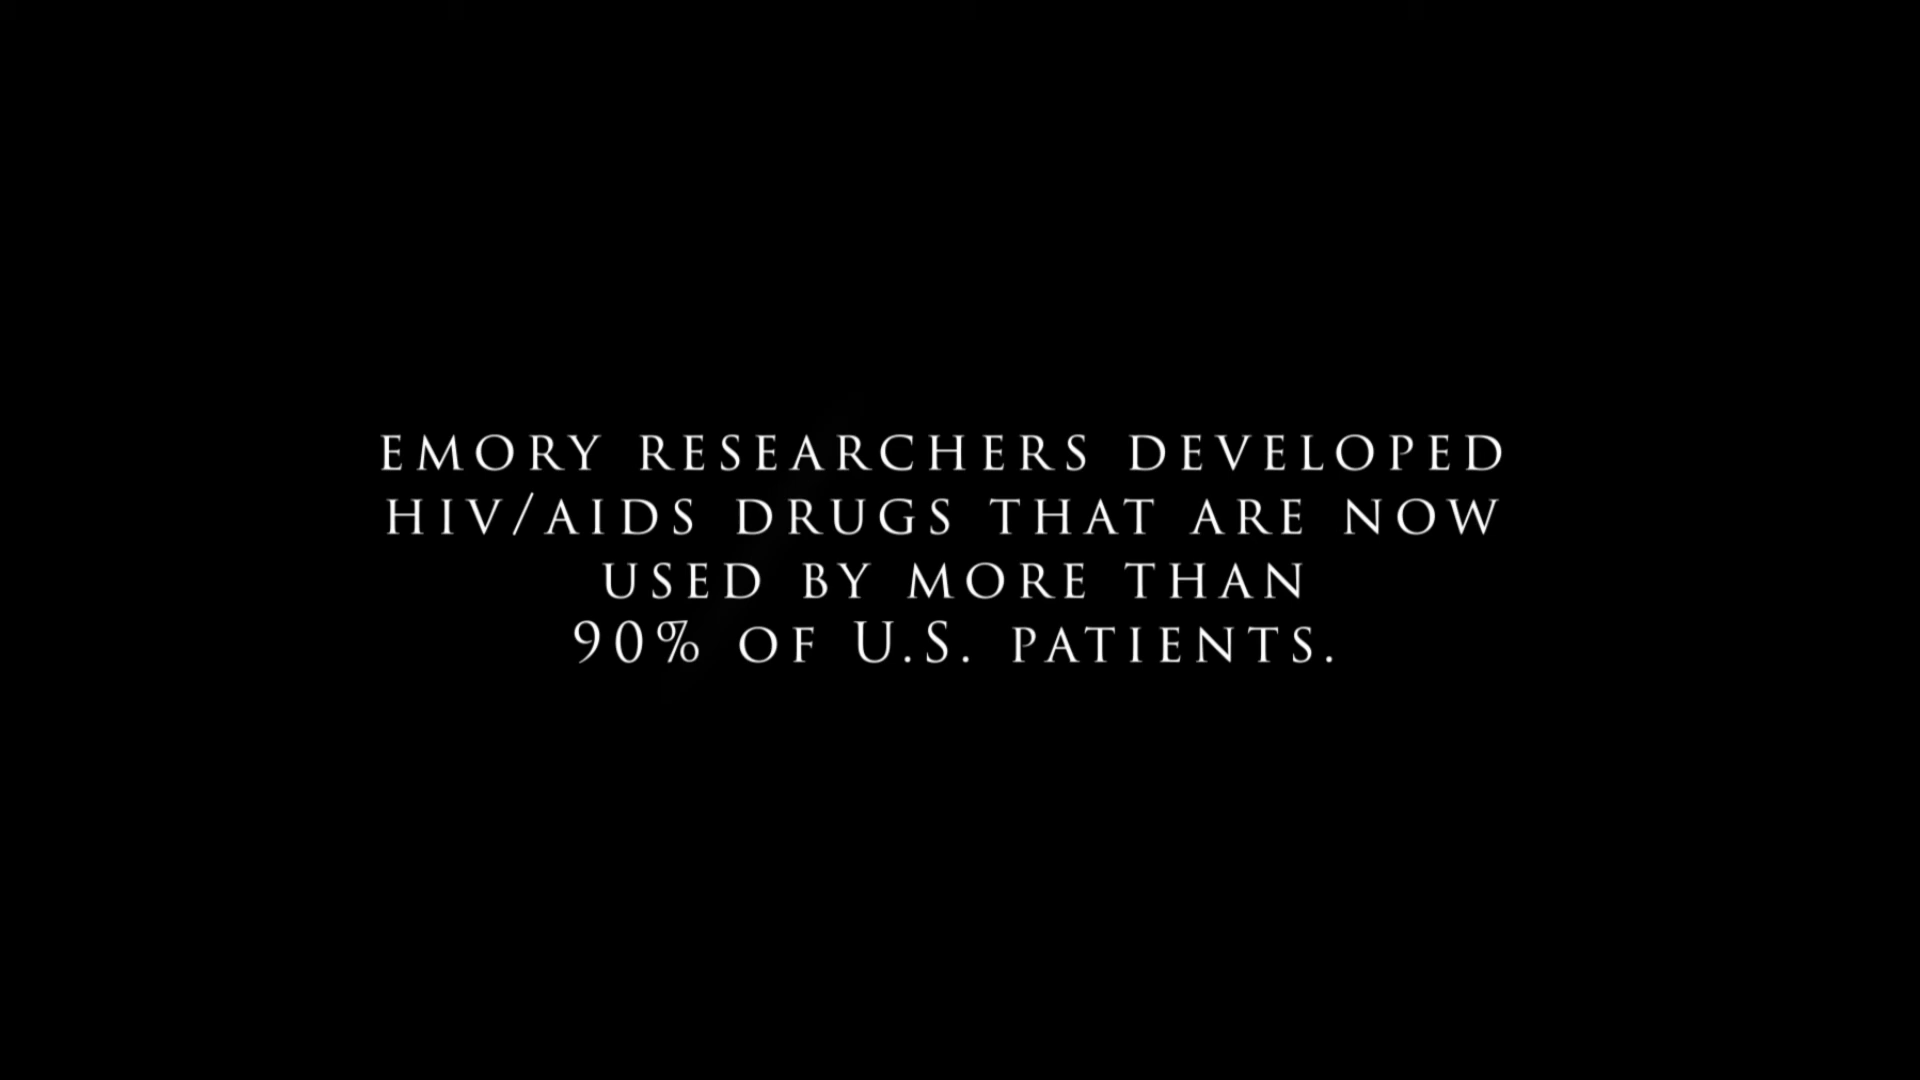 EMORY RESEARCHERS DEVELOPED
HIV/AIDS DRUGS THAT ARE NOW
USED BY MORE THAN
90% OF U.S. PATIENTS.